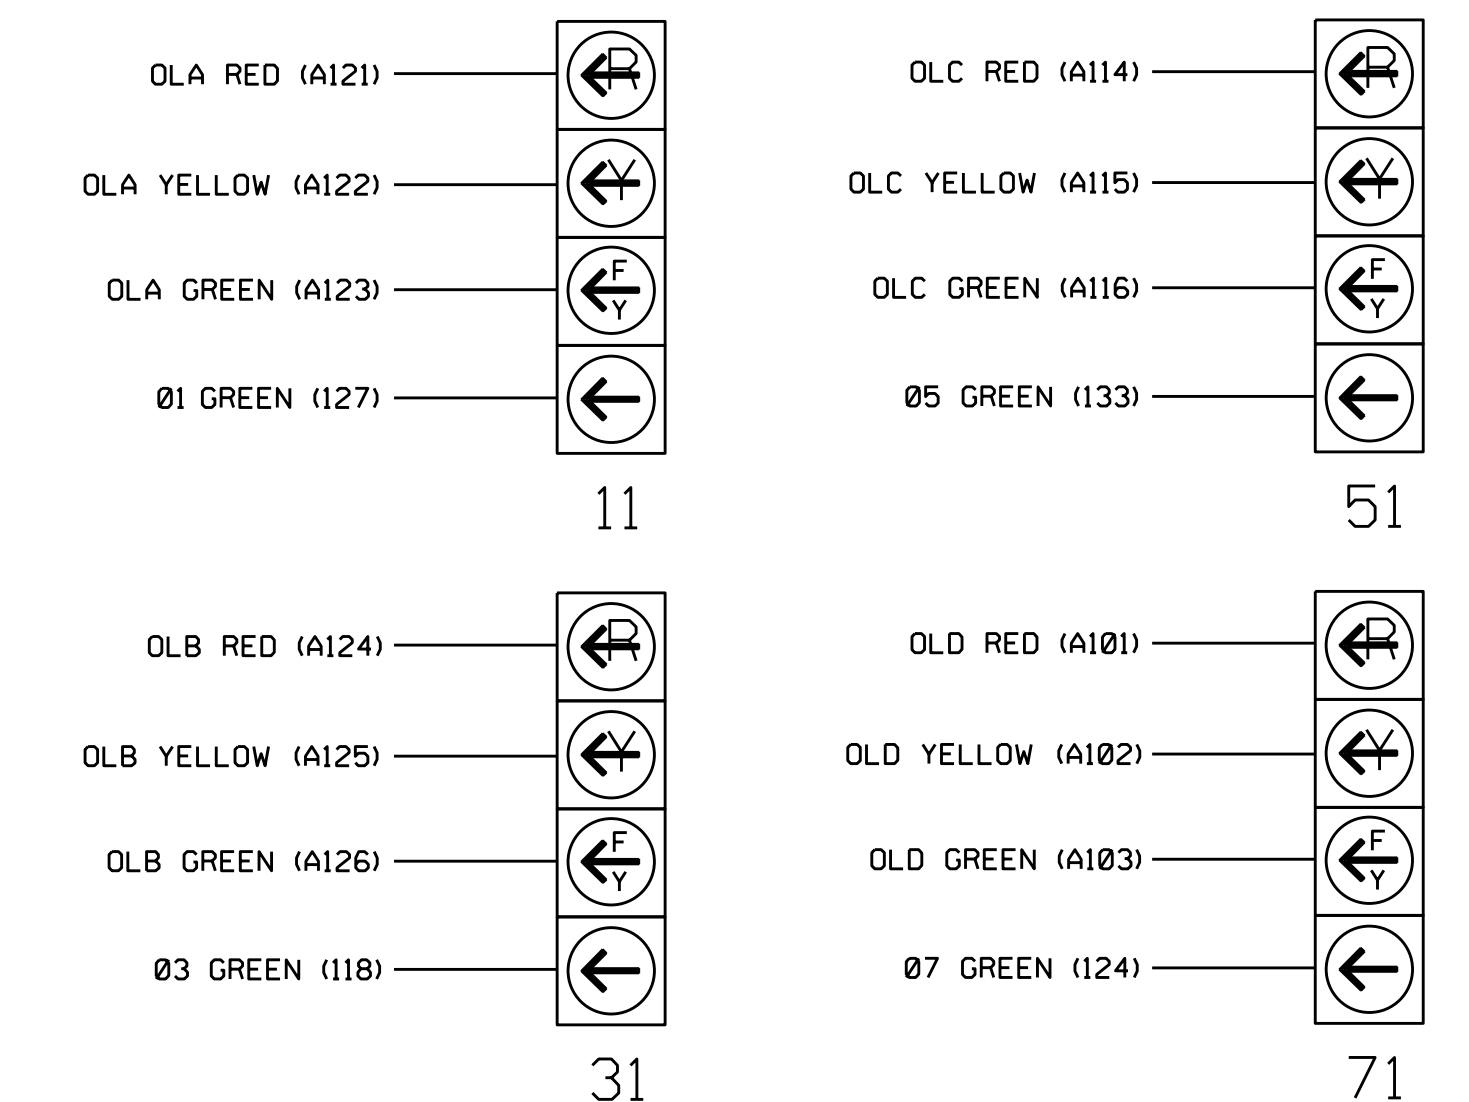 OLA RED (A121)
R
OLA YELLOW (A122)
Y
OLA GREEN (A123)
F
Y
Ø1 GREEN (127)
11
OLC RED (A114)
R
OLC YELLOW (A115)
Y
OLC GREEN (A116)
F
Y
Ø5 GREEN (133)
51
OLB RED (A124)
R
OLB YELLOW (A125)
Y
OLB GREEN (A126)
F
Y
Ø3 GREEN (118)
31
OLD RED (A1Ø1)
R
OLD YELLOW (A1Ø2)
Y
OLD GREEN (A1Ø3)
F
Y
Ø7 GREEN (124)
71